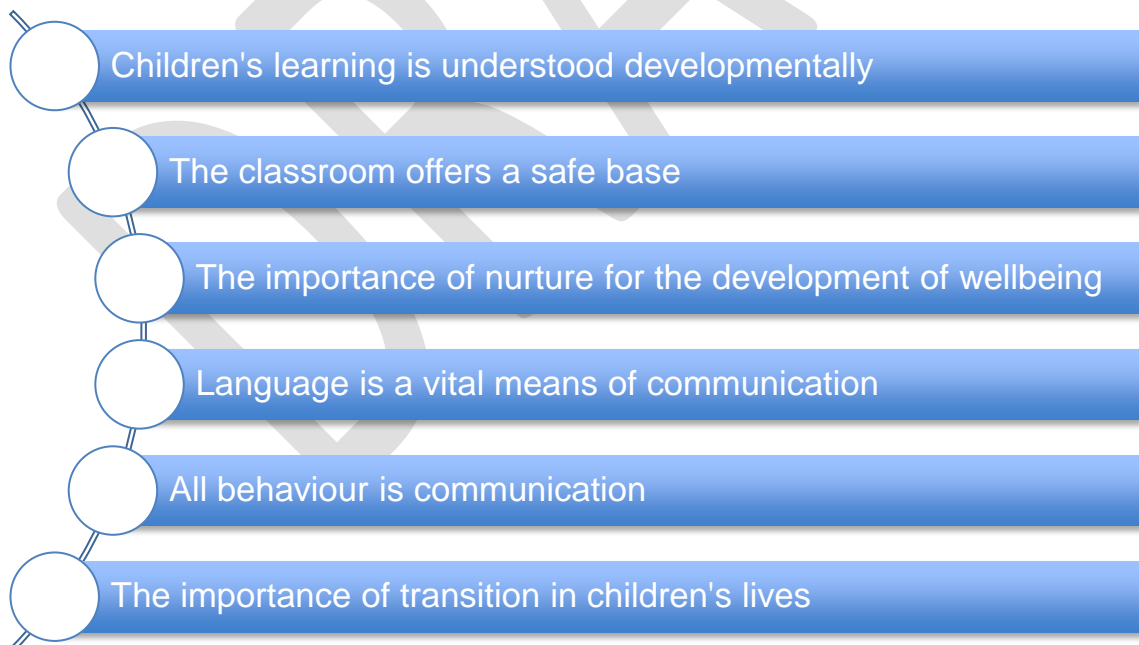 Children's learning is understood developmentally
The classroom offers a safe base
The importance of nurture for the development of wellbeing
Language is a vital means of communication
All behaviour is communication
The importance of transition in children's lives